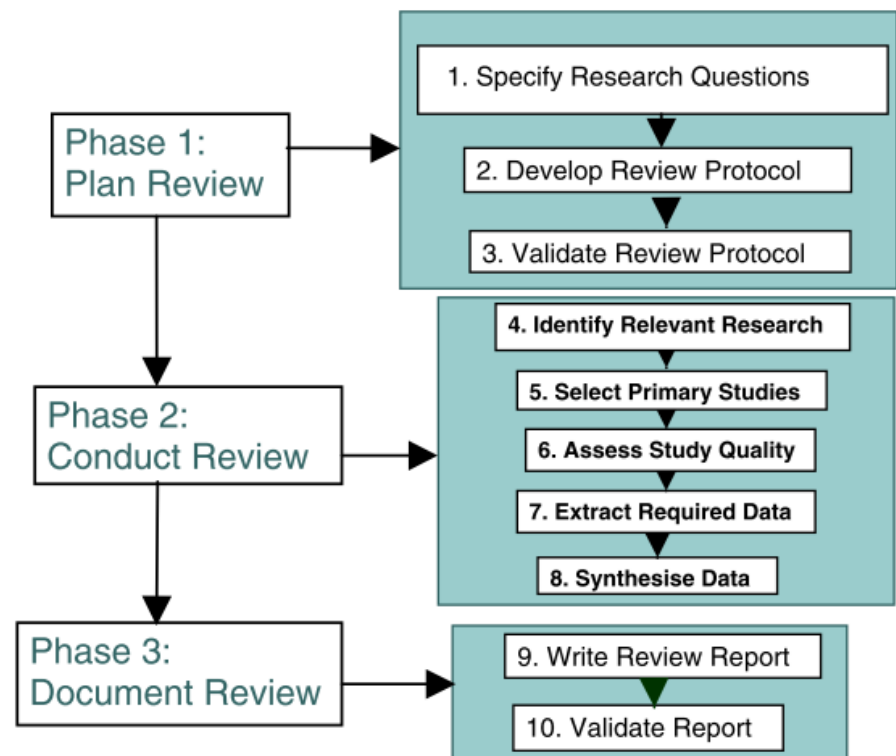 Phase 1:
Plan Review
1. Specify Research Questions
2. Develop Review Protocol
3. Validate Review Protocol
Phase 2:
Conduct Review
4. Identify Relevant Research
5. Select Primary Studies
6. Assess Study Quality
7. Extract Required Data
8. Synthesise Data
Phase 3:
Document Review
9. Write Review Report
10. Validate Report